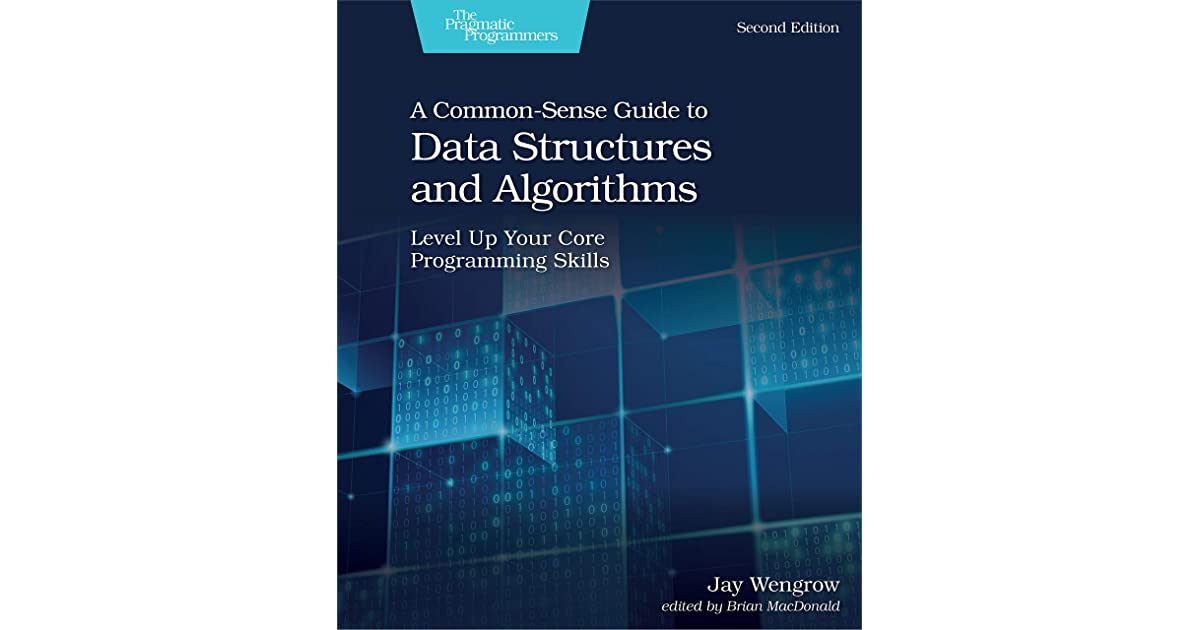 The
Pragmatic
Programmers
Second Edition
A Common-Sense Guide to
Data Structures
and Algorithms
Level Up Your Core
Programming Skills
Jay Wengrow
edited by Brian MacDonald